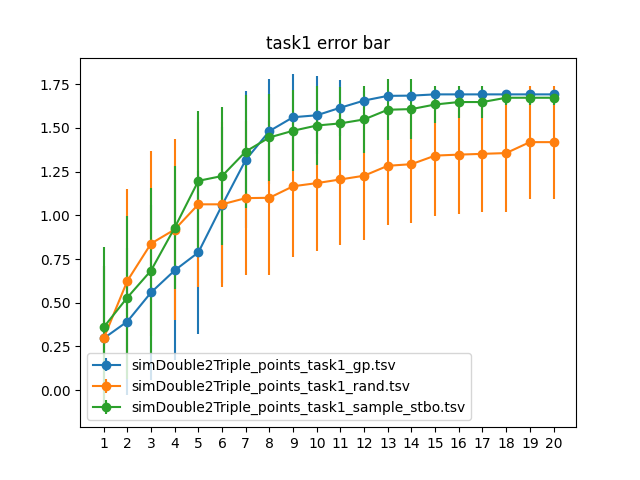 task1 error bar
1.75
1.50
1.25
1.00
0.75
0.50
0.25
0.00
simDouble2Triple_points_task1_gp.tsv
simDouble2Triple_points_task1_rand.tsv
simDouble2Triple_points_task1_sample_stbo.tsv
1 2 3 4 5 6 7 8 9 10 11 12 13 14 15 16 17 18 19 20